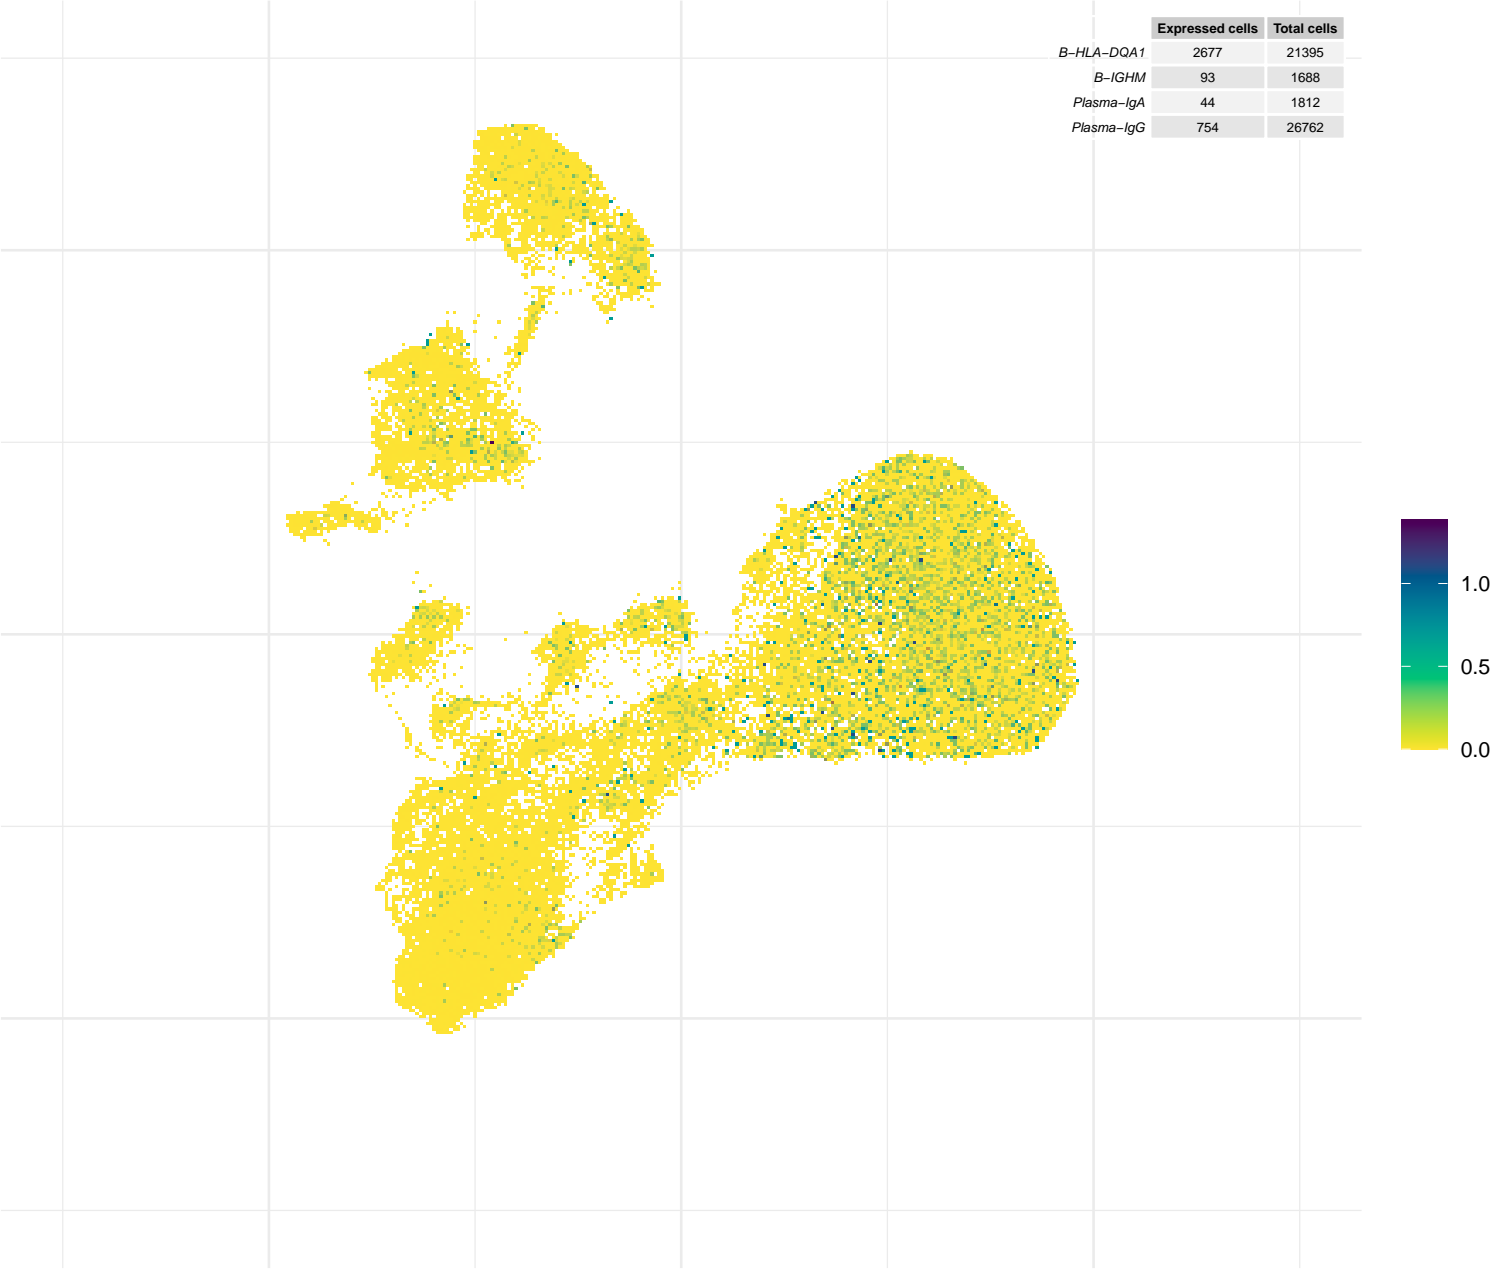 Expressed cells Total cells
B−HLA−DQA1 2677 21395
B−IGHM 93 1688
Plasma−IgA 44 1812
Plasma−IgG 754 26762
1.0
0.5
0.0